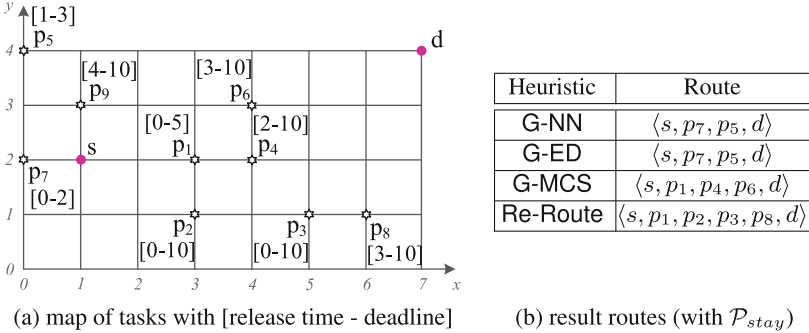 y
[1-3]
p5
4
d
[4-10]
p9
[3-10]
p6
3
[0-5]
p1
[2-10]
p4
s
2
p7
[0-2]
1
p2
[0-10]
p3
[0-10]
p8
[3-10]
0
0 1 2 3 4 5 6 7 x
(a) map of tasks with [release time - deadline]
Heuristic Route
G-NN ⟨s, p7, p5, d⟩
G-ED ⟨s, p7, p5, d⟩
G-MCS ⟨s, p1, p4, p6, d⟩
Re-Route ⟨s, p1, p2, p3, p8, d⟩
(b) result routes (with Pstay)